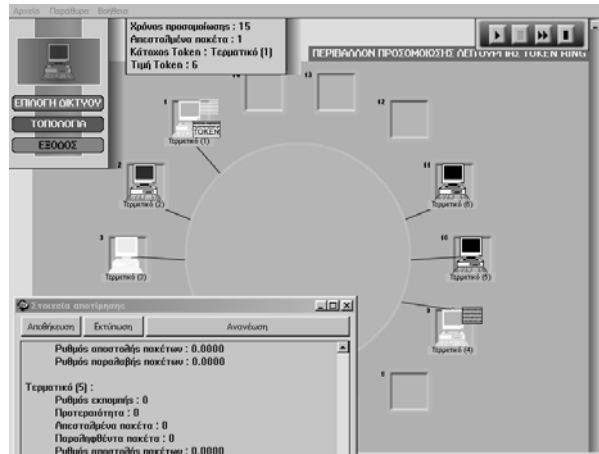 Αρχείο Παράθυρα Βοήθεια
Χρόνος προσομοίωσης : 15
Απεσταλμένα πακέτα : 1
Κάτοχος Token : Τερματικό (1)
Τιμή Token : 6
ΠΕΡΙΒΑΛΛΟΝ ΠΡΟΣΟΜΟΙΩΣΗΣ ΛΕΙΤΟΥΡΓΙΑΣ TOKEN RING
ΕΠΙΛΟΓΗ ΔΙΚΤΥΟΥ
ΤΟΠΟΛΟΓΙΑ
ΕΞΟΔΟΣ
14
13
12
1
TOKEN
Τερματικό (1)
2
Τερματικό (2)
11
Τερματικό (6)
3
Τερματικό (3)
10
Τερματικό (5)
9
Τερματικό (4)
8
Στοιχεία αποτίμησης
Αποθήκευση Εκτύπωση Ανανέωση
Ρυθμός αποστολής πακέτων : 0.0000
Ρυθμός παραλαβής πακέτων : 0.0000
Τερματικό (5) :
Ρυθμός εκπομπής : 0
Προτεραιότητα : 0
Απεσταλμένα πακέτα : 0
Παραληφθέντα πακέτα : 0
Ρυθμός αποστολής πακέτων : 0.0000